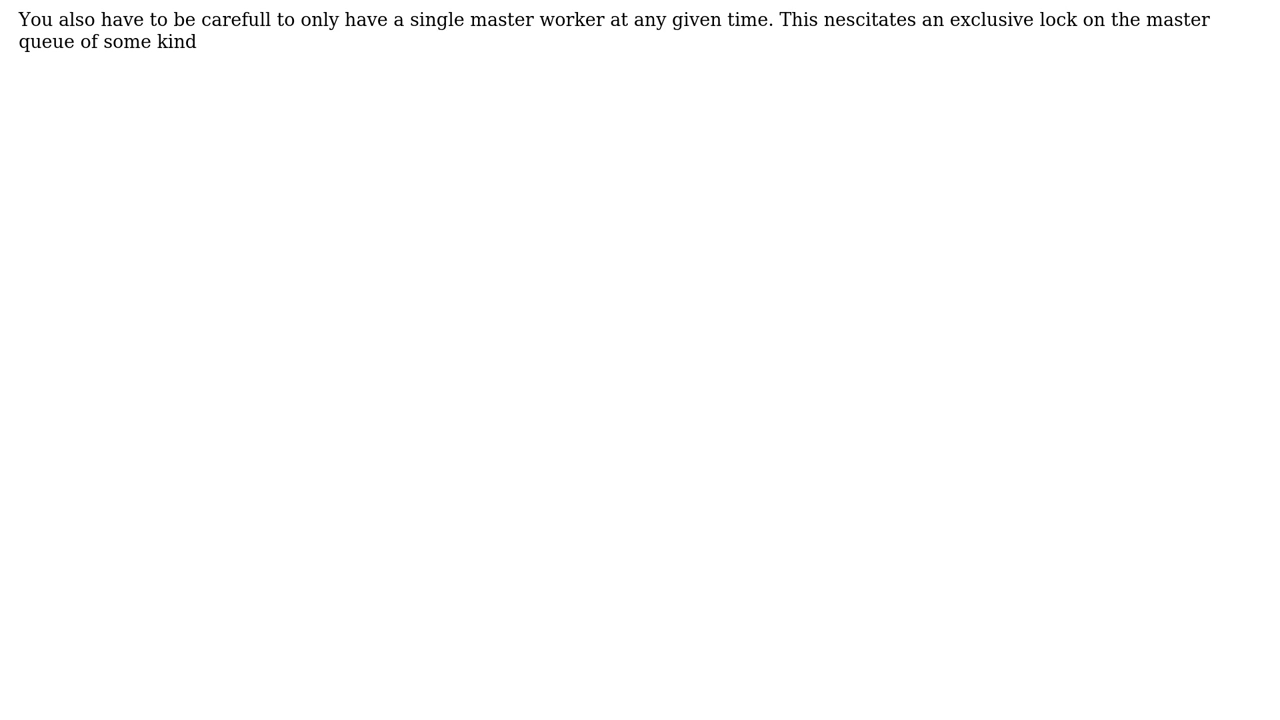 You also have to be carefull to only have a single master worker at any given time. This nescitates an exclusive lock on the master
queue of some kind